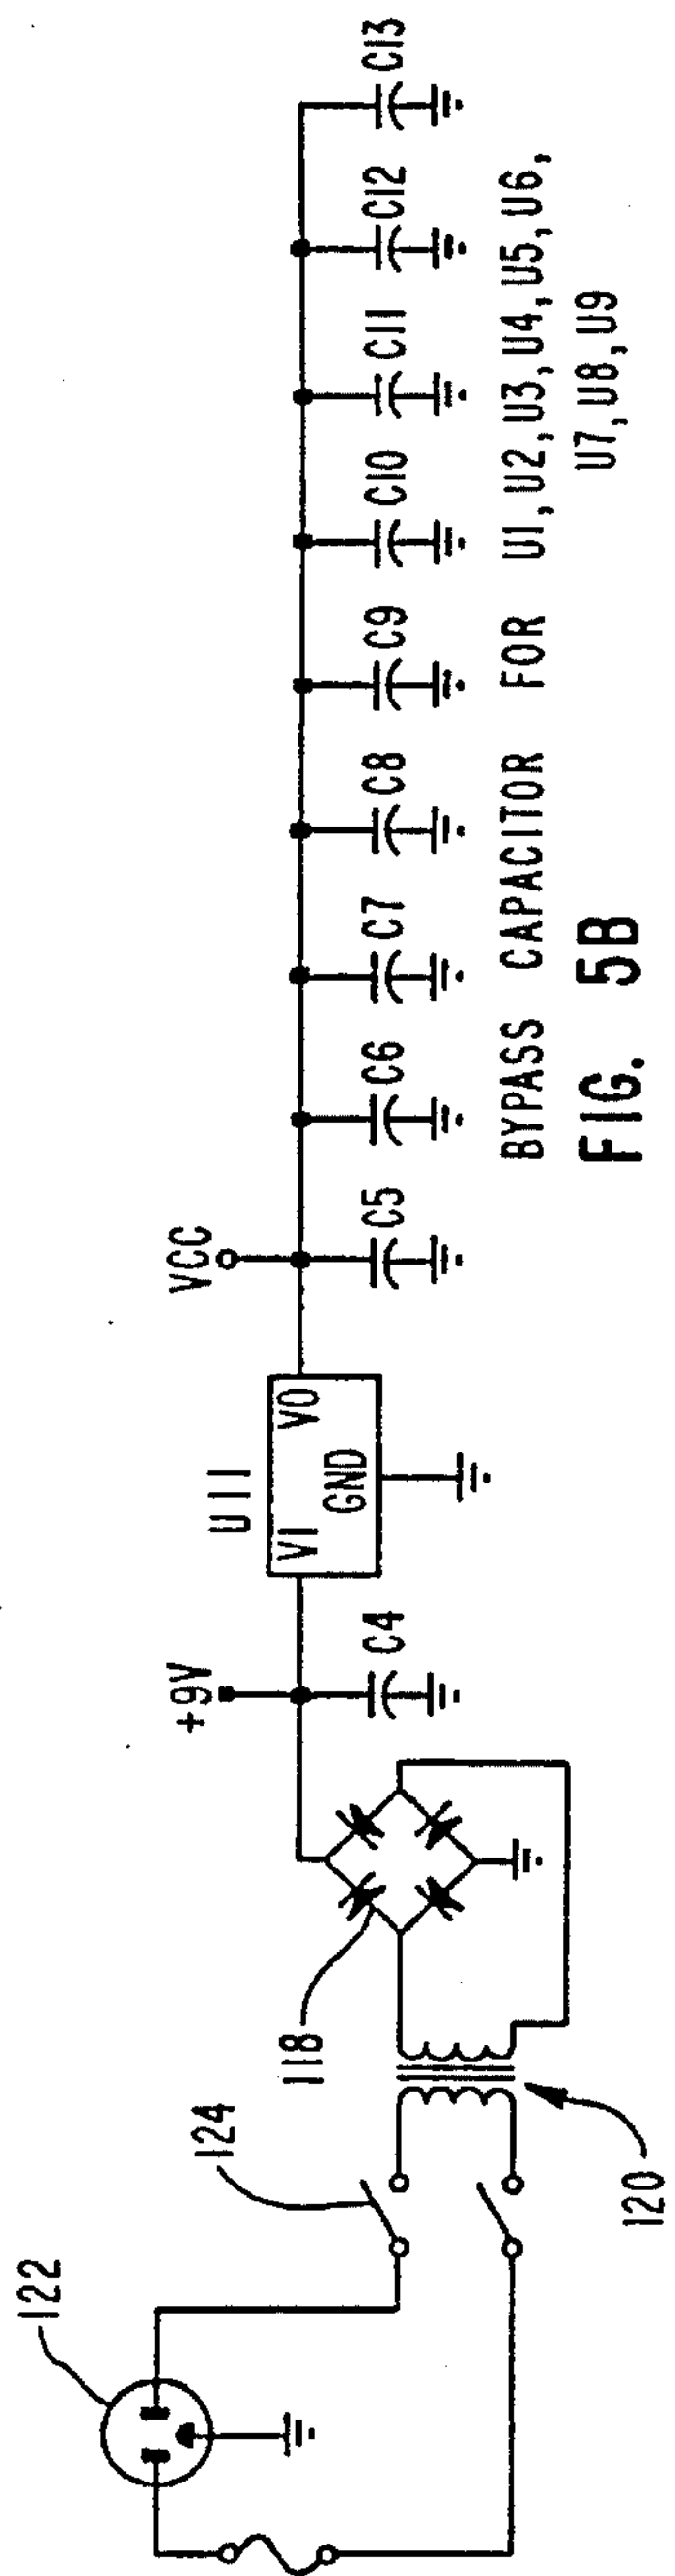 122
124
120
118
+9V
C4
U11
VI
VO
GND
VCC
C5
C6
C7
C8
C9
C10
C11
C12
C13
BYPASS CAPACITOR FOR U1,U2,U3,U4,U5,U6,
U7,U8,U9
FIG. 5B